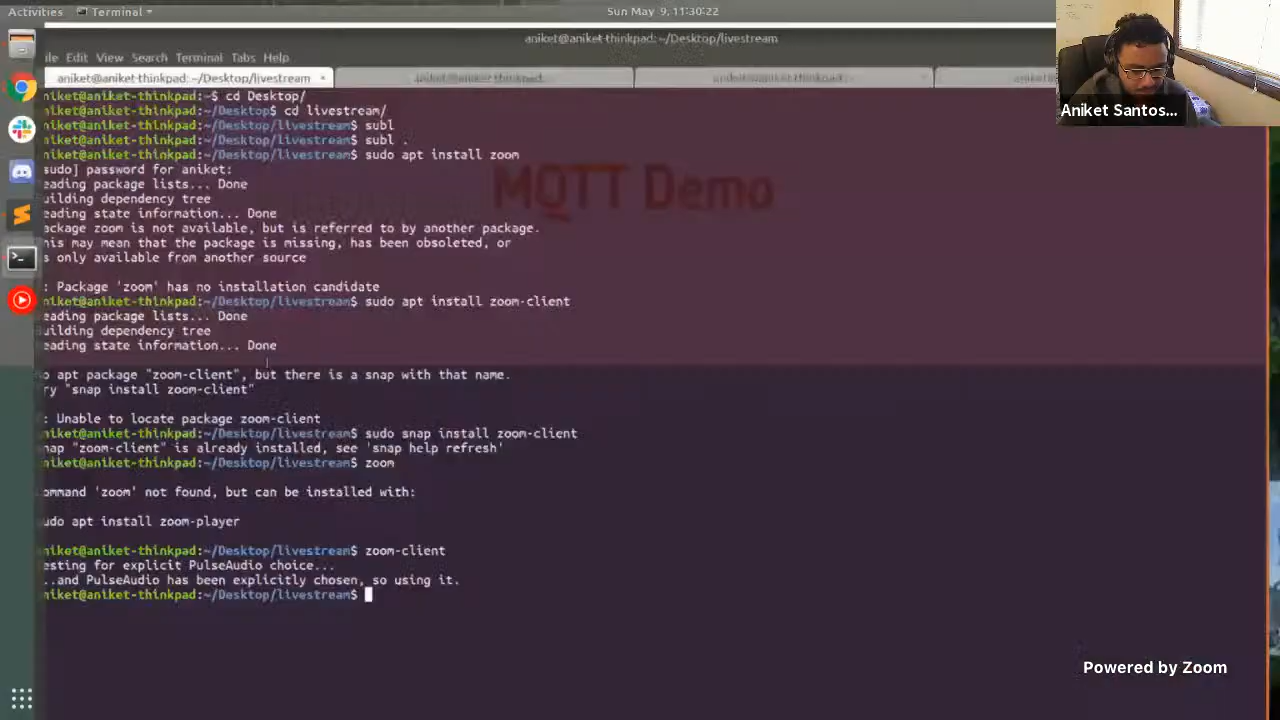 Activities
Terminal
Sun May 9, 11:30:22
aniket@aniket-thinkpad: ~/Desktop/livestream
ile Edit View Search Terminal Tabs Help
aniket@aniket-thinkpad: ~/Desktop/livestream ×
aniket@aniket-thinkpad:
aniket@aniket-thinkpad:
Aniket Santos...
MQTT Demo
niket@aniket-thinkpad:~$ cd Desktop/
niket@aniket-thinkpad:~/Desktop$ cd livestream/
niket@aniket-thinkpad:~/Desktop/livestream$ subl
niket@aniket-thinkpad:~/Desktop/livestream$ subl .
niket@aniket-thinkpad:~/Desktop/livestream$ sudo apt install zoom
sudo] password for aniket:
eading package lists... Done
uilding dependency tree
eading state information... Done
ackage zoom is not available, but is referred to by another package.
his may mean that the package is missing, has been obsoleted, or
s only available from another source
: Package 'zoom' has no installation candidate
niket@aniket-thinkpad:~/Desktop/livestream$ sudo apt install zoom-client
eading package lists... Done
uilding dependency tree
eading state information... Done
o apt package "zoom-client", but there is a snap with that name.
ry "snap install zoom-client"
: Unable to locate package zoom-client
niket@aniket-thinkpad:~/Desktop/livestream$ sudo snap install zoom-client
nap "zoom-client" is already installed, see 'snap help refresh'
niket@aniket-thinkpad:~/Desktop/livestream$ zoom
ommand 'zoom' not found, but can be installed with:
udo apt install zoom-player
niket@aniket-thinkpad:~/Desktop/livestream$ zoom-client
esting for explicit PulseAudio choice...
..and PulseAudio has been explicitly chosen, so using it.
niket@aniket-thinkpad:~/Desktop/livestream$
Powered by Zoom